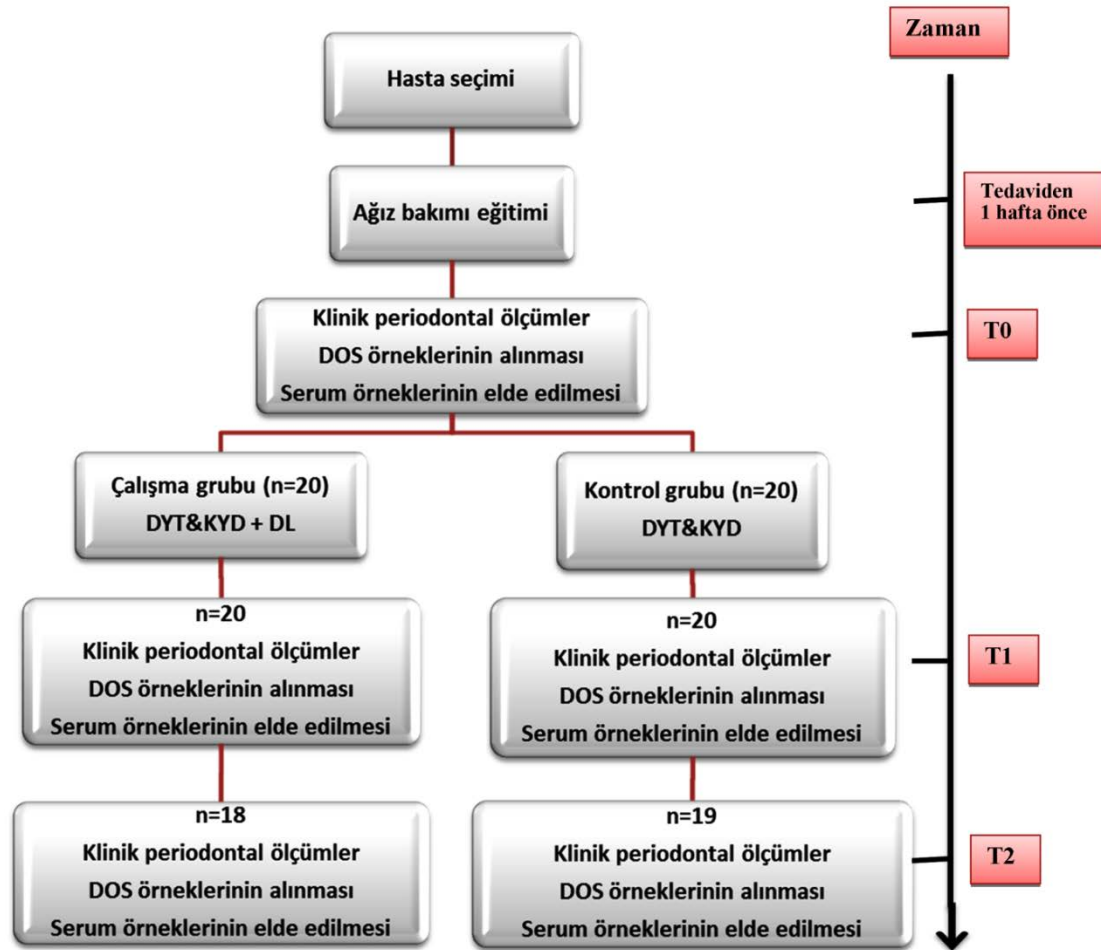 Zaman
Hasta seçimi
Tedaviden
1 hafta önce
Ağız bakımı eğitimi
T0
Klinik periodontal ölçümler
DOS örneklerinin alınması
Serum örneklerinin elde edilmesi
Çalışma grubu (n=20)
DYT&KYD + DL
Kontrol grubu (n=20)
DYT&KYD
n=20
Klinik periodontal ölçümler
DOS örneklerinin alınması
Serum örneklerinin elde edilmesi
n=20
Klinik periodontal ölçümler
DOS örneklerinin alınması
Serum örneklerinin elde edilmesi
T1
n=18
Klinik periodontal ölçümler
DOS örneklerinin alınması
Serum örneklerinin elde edilmesi
n=19
Klinik periodontal ölçümler
DOS örneklerinin alınması
Serum örneklerinin elde edilmesi
T2